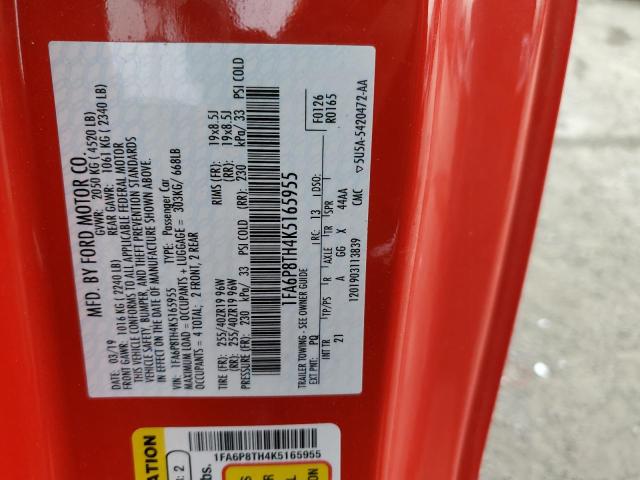 MFD. BY FORD MOTOR CO.
DATE: 03/19 GVWR: 2050 KG ( 4520 LB)
FRONT GAWR: 1016 KG ( 2240 LB) REAR GAWR: 1061 KG ( 2340 LB)
THIS VEHICLE CONFORMS TO ALL APPLICABLE FEDERAL MOTOR
VEHICLE SAFETY, BUMPER, AND THEFT PREVENTION STANDARDS
IN EFFECT ON THE DATE OF MANUFACTURE SHOWN ABOVE.
VIN: 1FA6P8TH4K5165955 TYPE: Passenger Car
MAXIMUM LOAD = OCCUPANTS + LUGGAGE = 303KG/ 668LB
OCCUPANTS = 4 TOTAL, 2 FRONT, 2 REAR
TIRE (FR): 255/40ZR19 96W RIMS (FR): 19x8.5J
(RR): 255/40ZR19 96W (RR): 19x8.5J
PRESSURE (FR): 230 kPa/ 33 PSI COLD (RR): 230 kPa/ 33 PSI COLD
1FA6P8TH4K5165955
TRAILER TOWING - SEE OWNER GUIDE
EXT PNT: PQ RC: 13 DSO: F0126
R0165
INT TR TP/PS R AXLE TR SPR
21 A GG X 44AA
1201903113839 CMC 5U5A-5420472-AA
1FA6P8TH4K5165955
: 2
bs.